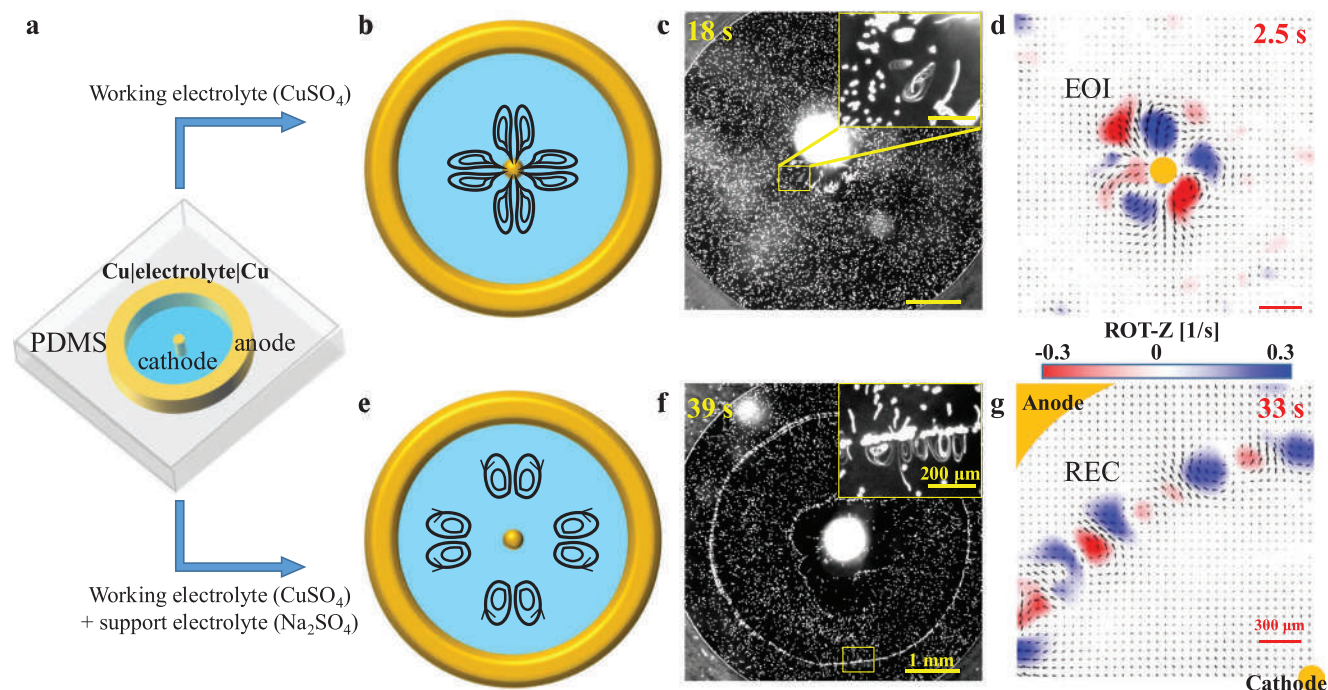 a
b
c
d
18 s
2.5 s
EOI
Working electrolyte (CuSO₄)
Cu|electrolyte|Cu
PDMS
cathode
anode
ROT-Z [1/s]
-0.3
0
0.3
e
f
g
39 s
200 μm
1 mm
Anode
33 s
REC
300 μm
Cathode
Working electrolyte (CuSO₄)
+ support electrolyte (Na₂SO₄)